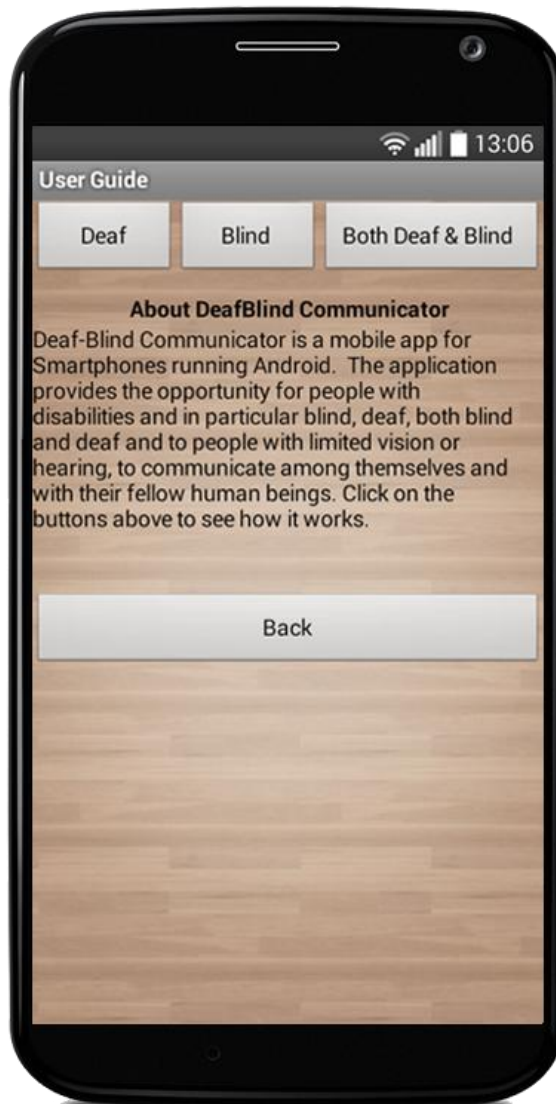 13:06
User Guide
Deaf Blind Both Deaf & Blind
About DeafBlind Communicator
Deaf-Blind Communicator is a mobile app for
Smartphones running Android.  The application
provides the opportunity for people with
disabilities and in particular blind, deaf, both blind
and deaf and to people with limited vision or
hearing, to communicate among themselves and
with their fellow human beings. Click on the
buttons above to see how it works.
Back